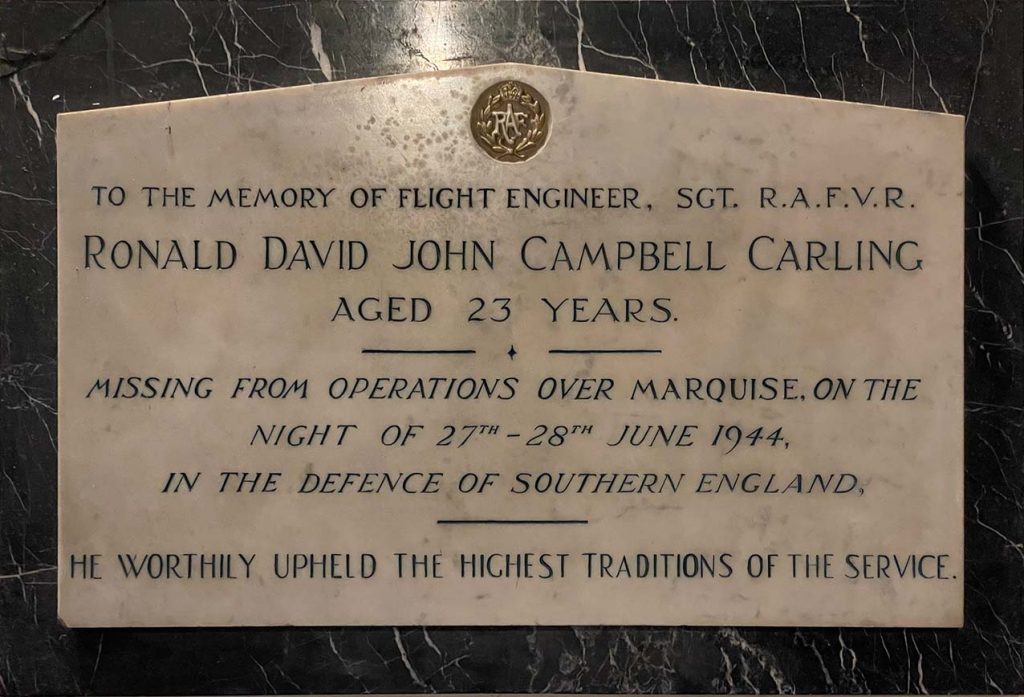 RAF
TO THE MEMORY OF FLIGHT ENGINEER, SGT. R.A.F.V.R.
RONALD DAVID JOHN CAMPBELL CARLING
AGED 23 YEARS.
MISSING FROM OPERATIONS OVER MARQUISE, ON THE
NIGHT OF 27TH - 28TH JUNE 1944,
IN THE DEFENCE OF SOUTHERN ENGLAND,
HE WORTHILY UPHELD THE HIGHEST TRADITIONS OF THE SERVICE.